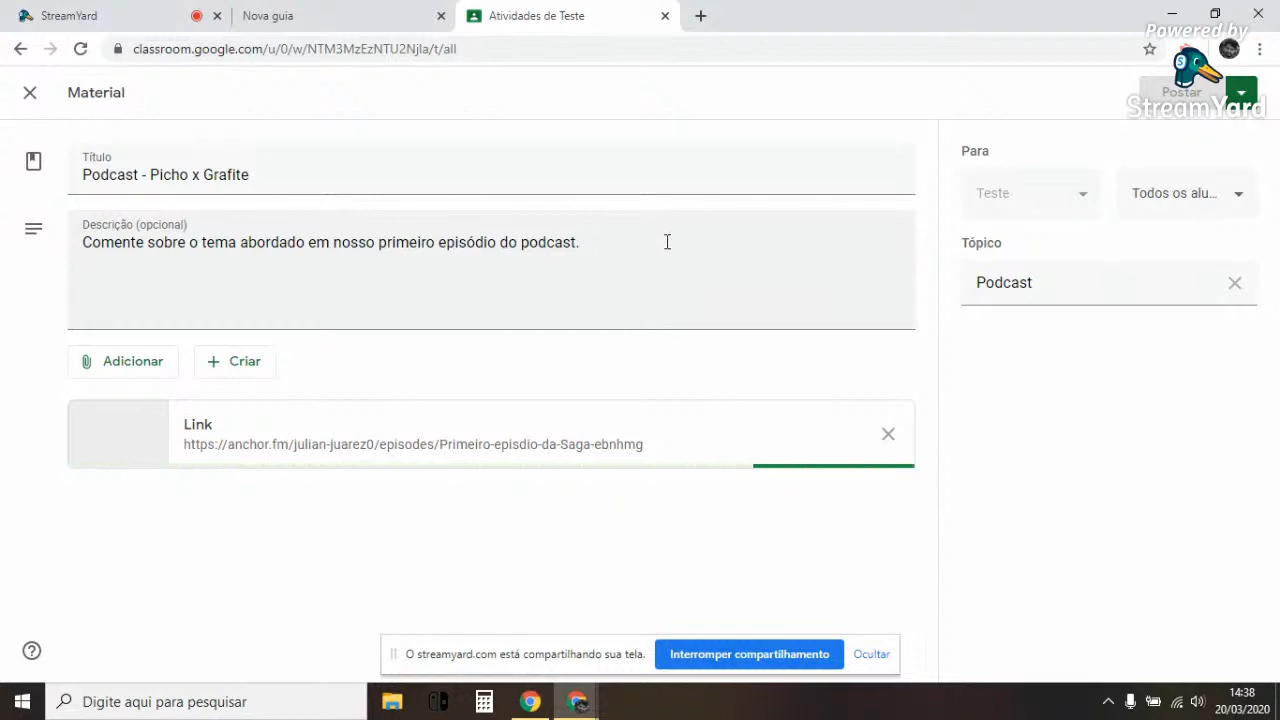 StreamYard
Nova guia
Atividades de Teste
classroom.google.com/u/0/w/NTM3MzEzNTU2Njla/t/all
Powered by
StreamYard
Material
Postar
Título
Podcast - Picho x Grafite
Descrição (opcional)
Comente sobre o tema abordado em nosso primeiro episódio do podcast.
Adicionar
Criar
Link
https://anchor.fm/julian-juarez0/episodes/Primeiro-episdio-da-Saga-ebnhmg
Para
Teste
Todos os alu...
Tópico
Podcast
O streamyard.com está compartilhando sua tela.
Interromper compartilhamento
Ocultar
Digite aqui para pesquisar
14:38
20/03/2020